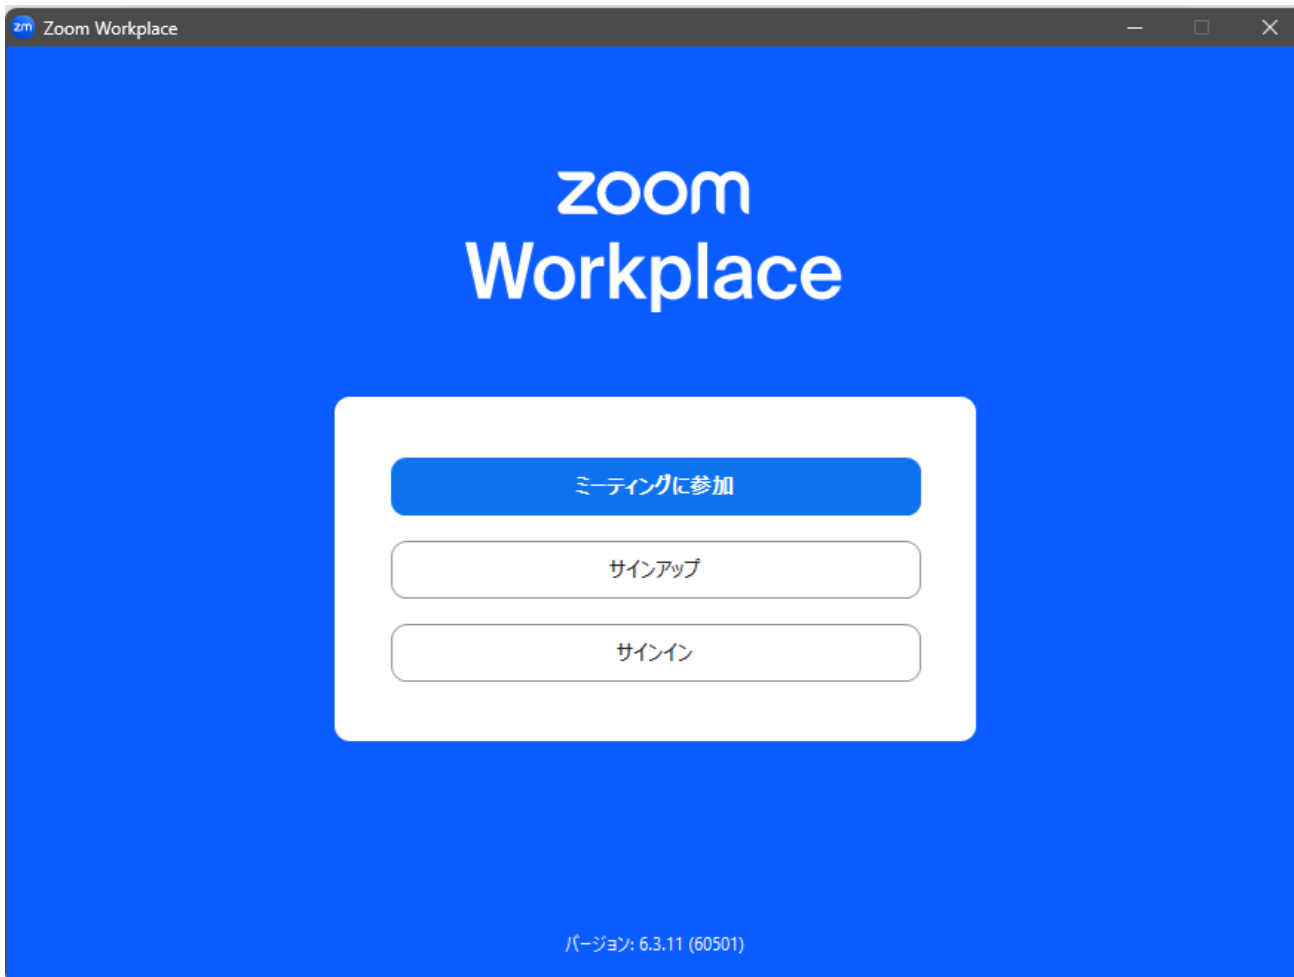 zm Zoom Workplace
zoom
Workplace
ミーティングに参加
サインアップ
サインイン
バージョン: 6.3.11 (60501)